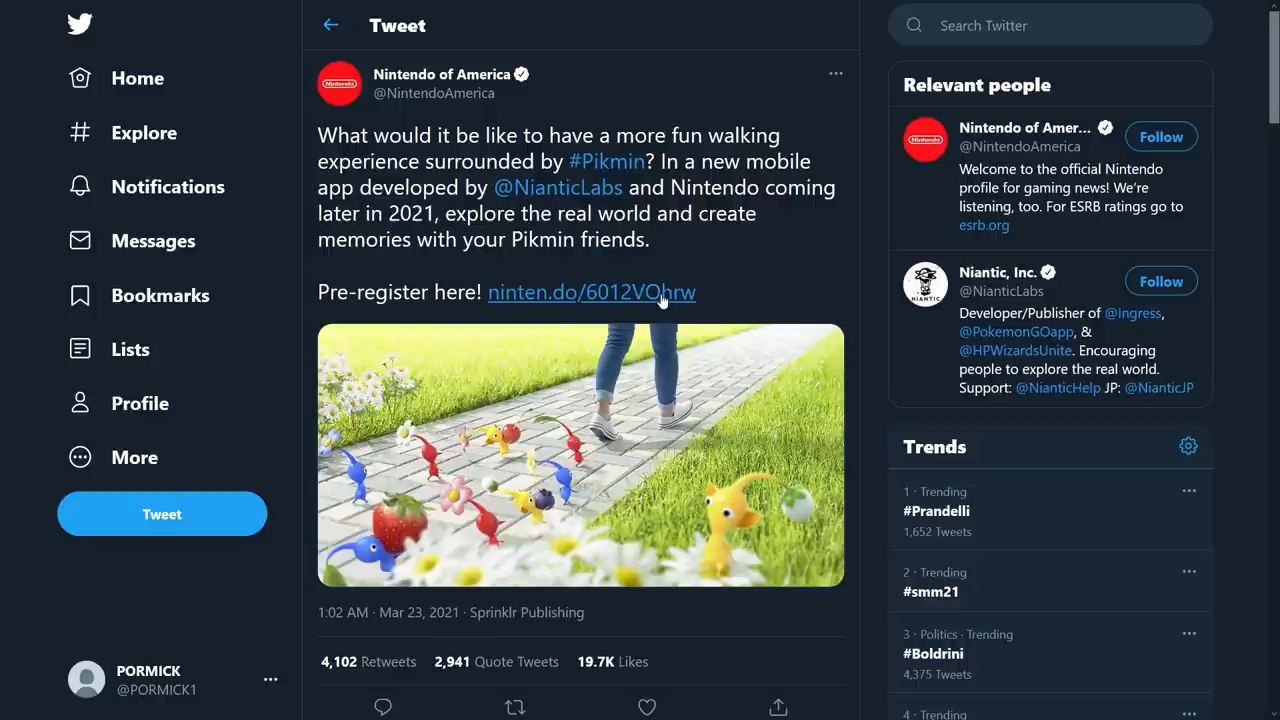 Home
Explore
Notifications
Messages
Bookmarks
Lists
Profile
More
Tweet
PORMICK
@PORMICK1
Tweet
Nintendo of America
@NintendoAmerica
What would it be like to have a more fun walking
experience surrounded by #Pikmin? In a new mobile
app developed by @NianticLabs and Nintendo coming
later in 2021, explore the real world and create
memories with your Pikmin friends.
Pre-register here! ninten.do/6012VOhrw
1:02 AM · Mar 23, 2021 · Sprinklr Publishing
4,102 Retweets 2,941 Quote Tweets 19.7K Likes
Search Twitter
Relevant people
Nintendo of Amer...
@NintendoAmerica
Follow
Welcome to the official Nintendo
profile for gaming news! We're
listening, too. For ESRB ratings go to
esrb.org
Niantic, Inc.
@NianticLabs
Follow
Developer/Publisher of @Ingress,
@PokemonGOapp, &
@HPWizardsUnite. Encouraging
people to explore the real world.
Support: @NianticHelp JP: @NianticJP
Trends
1 · Trending
#Prandelli
1,652 Tweets
2 · Trending
#smm21
3 · Politics · Trending
#Boldrini
4,375 Tweets
4 · Trending